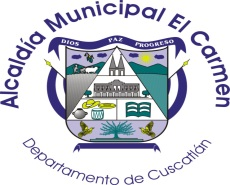 Alcaldía Municipal El Carmen
DIOS PAZ PROGRESO
Departamento de Cuscatlán